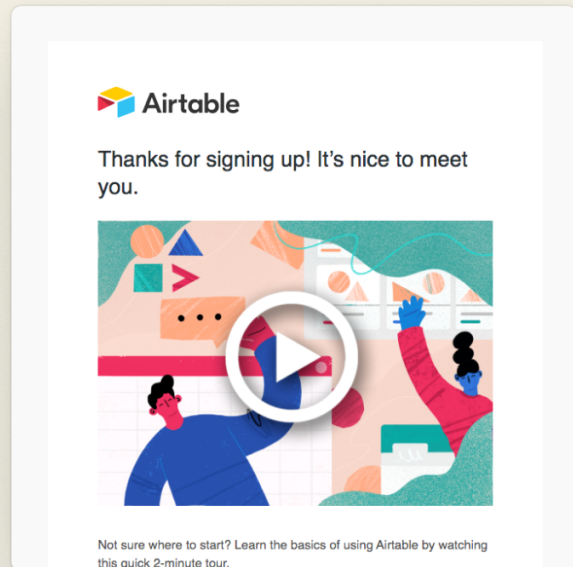 Airtable
Thanks for signing up! It’s nice to meet
you.
Not sure where to start? Learn the basics of using Airtable by watching
this quick 2-minute tour.